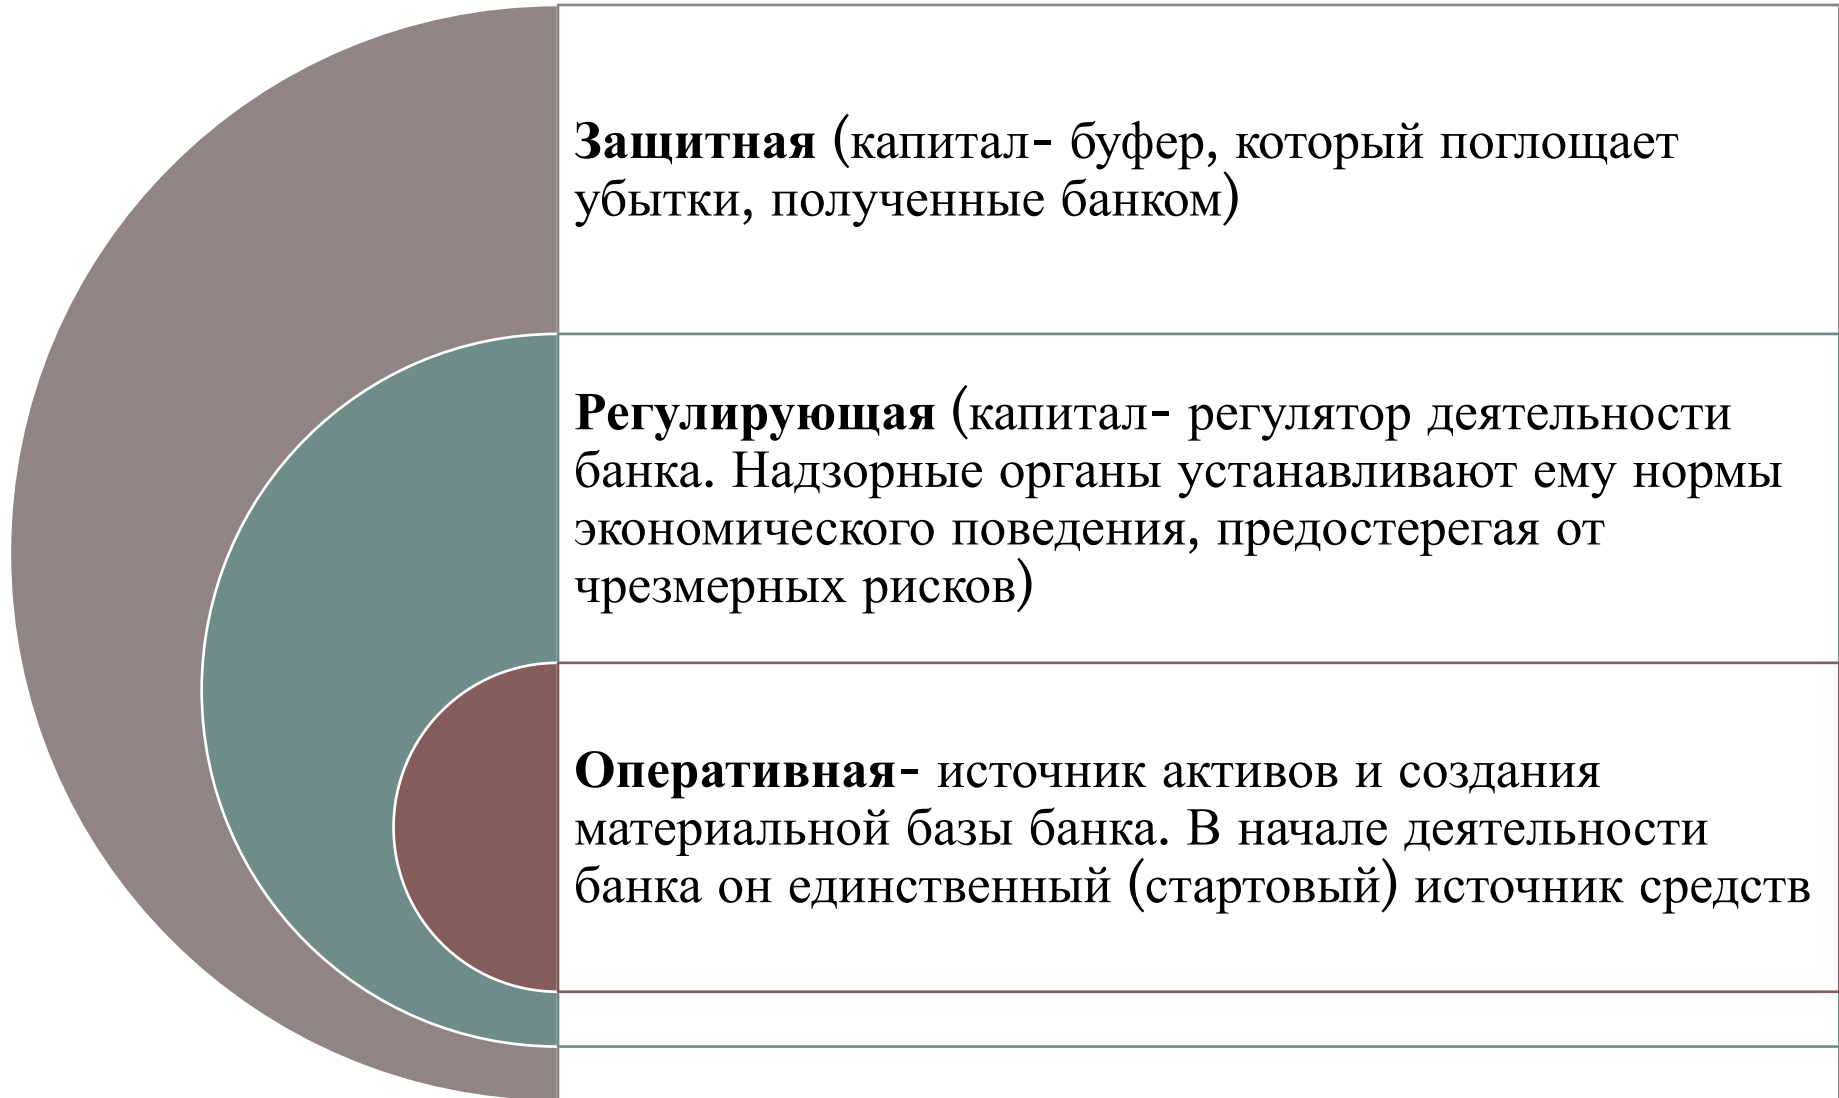 Защитная (капитал- буфер, который поглощает
убытки, полученные банком)
Регулирующая (капитал- регулятор деятельности
банка. Надзорные органы устанавливают ему нормы
экономического поведения, предостерегая от
чрезмерных рисков)
Оперативная- источник активов и создания
материальной базы банка. В начале деятельности
банка он единственный (стартовый) источник средств